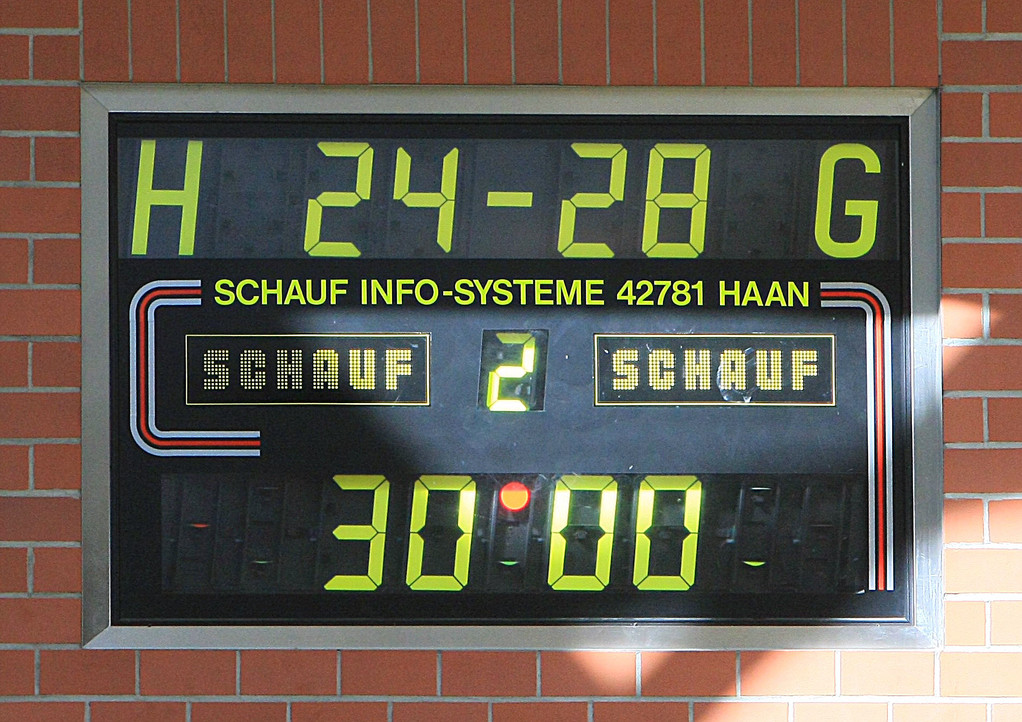 H 24-28 G
SCHAUF INFO-SYSTEME 42781 HAAN
SCHAUF 2 SCHAUF
30:00